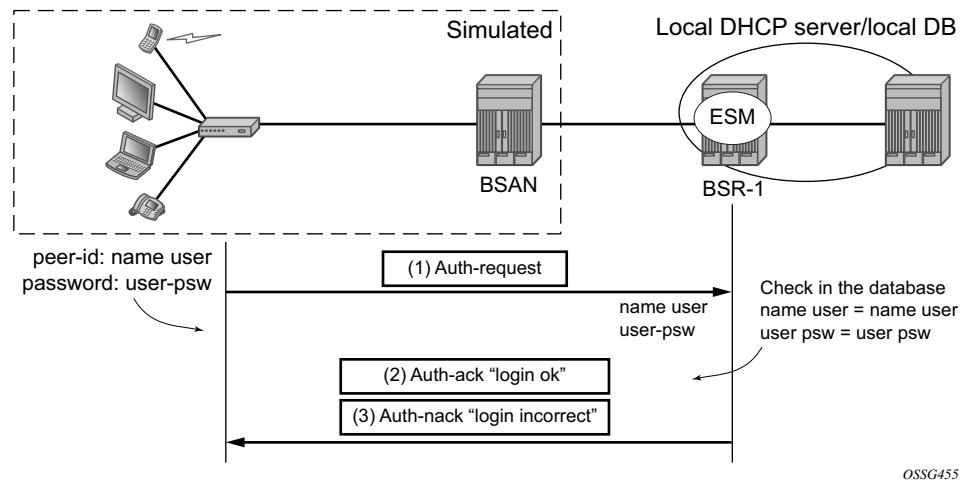 Simulated
Local DHCP server/local DB
ESM
BSAN
BSR-1
peer-id: name user
password: user-psw
(1) Auth-request
name user
user-psw
Check in the database
name user = name user
user psw = user psw
(2) Auth-ack “login ok”
(3) Auth-nack “login incorrect”
OSSG455